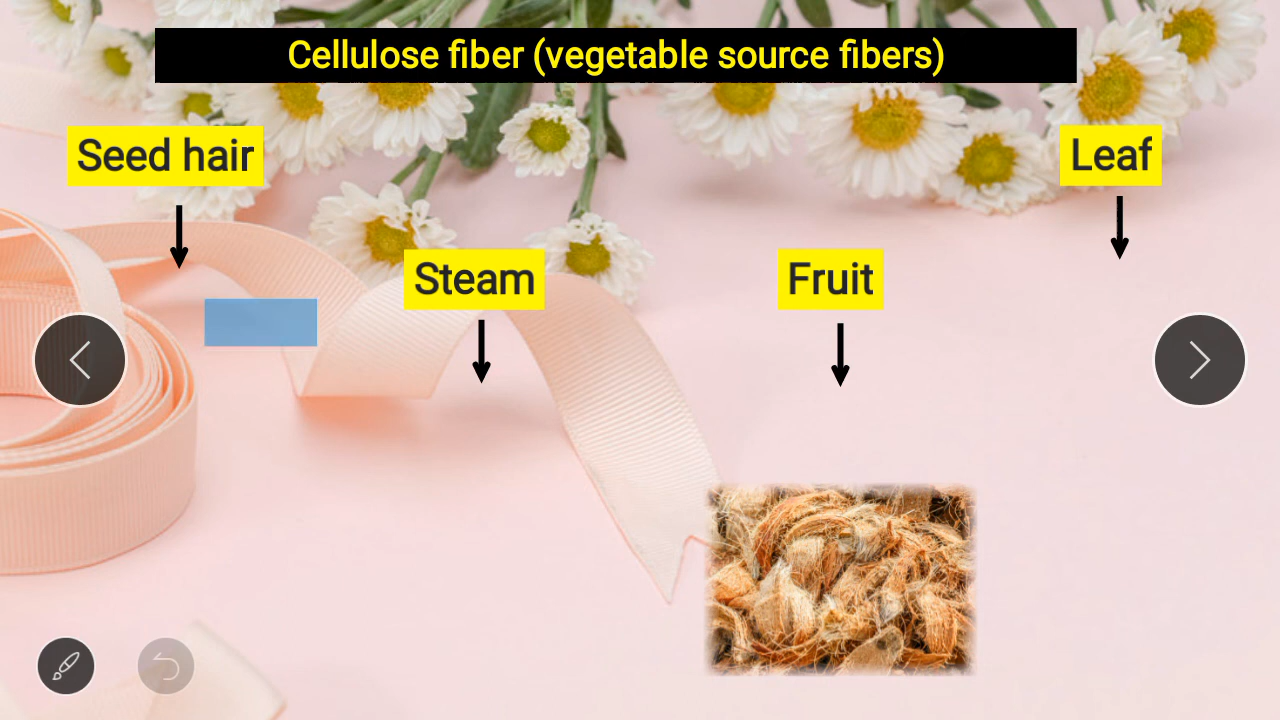 Cellulose fiber (vegetable source fibers)
Seed hair
Leaf
Steam
Fruit